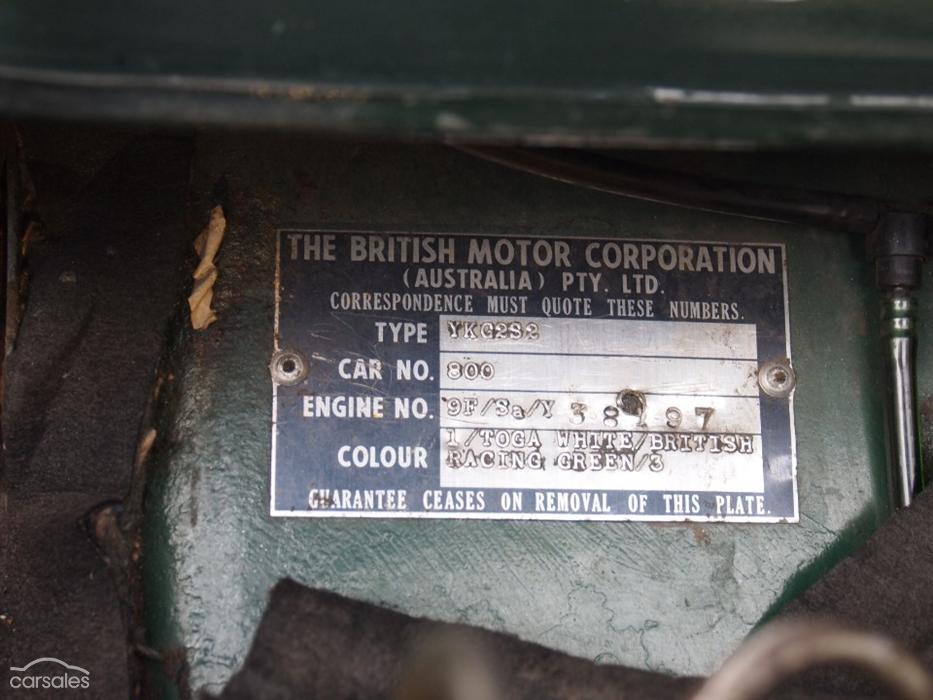 THE BRITISH MOTOR CORPORATION
(AUSTRALIA) PTY. LTD.
CORRESPONDENCE MUST QUOTE THESE NUMBERS.
TYPE YKG2S2
CAR NO. 800
ENGINE NO. 9F/Sa/Y 38197
COLOUR 1/TOGA WHITE/BRITISH
RACING GREEN/3
GUARANTEE CEASES ON REMOVAL OF THIS PLATE.
carsales